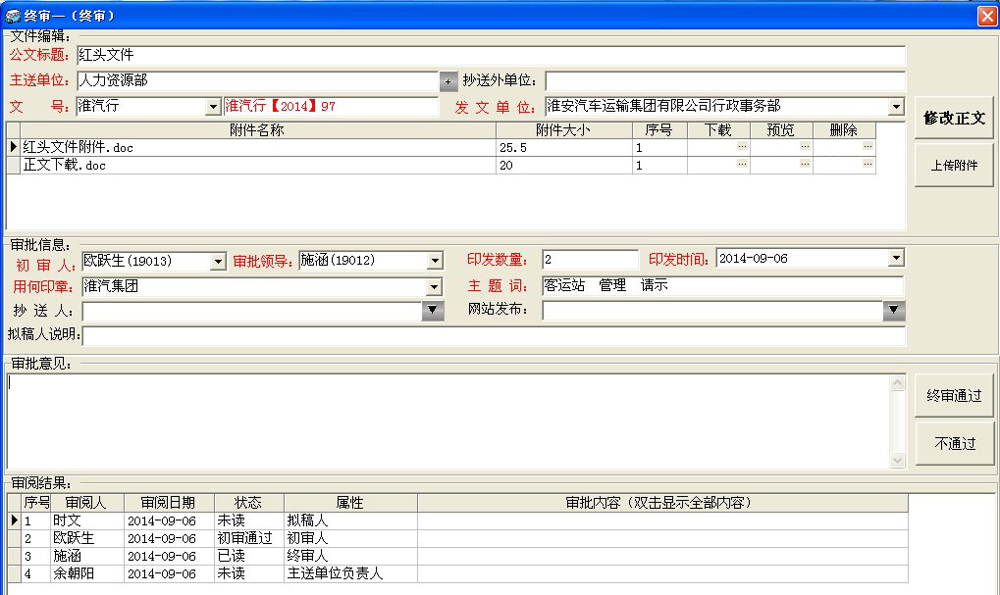 终审—（终审）
文件编辑：
公文标题： 红头文件
主送单位： 人力资源部 + 抄送外单位：
文 号： 淮汽行 淮汽行【2014】97 发 文 单 位： 淮安汽车运输集团有限公司行政事务部
修改正文
上传附件
附件名称 附件大小 序号 下载 预览 删除
红头文件附件.doc 25.5 1 ... ... ...
正文下载.doc 20 1 ... ... ...
审批信息：
初 审 人： 欧跃生(19013) 审批领导： 施涵(19012) 印发数量： 2 印发时间： 2014-09-06
用何印章： 淮汽集团 主 题 词： 客运站 管理 请示
抄 送 人： 网站发布：
拟稿人说明：
审批意见：
终审通过
不通过
审阅结果：
序号 审阅人 审阅日期 状态 属性 审批内容（双击显示全部内容）
1 时文 2014-09-06 未读 拟稿人
2 欧跃生 2014-09-06 初审通过 初审人
3 施涵 2014-09-06 已读 终审人
4 余朝阳 2014-09-06 未读 主送单位负责人